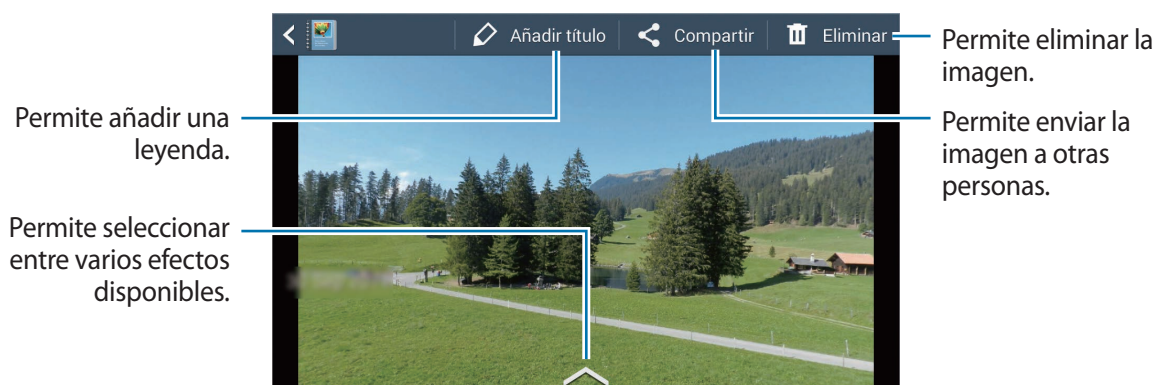 Añadir título
Compartir
Eliminar
Permite añadir una
leyenda.
Permite seleccionar
entre varios efectos
disponibles.
Permite eliminar la
imagen.
Permite enviar la
imagen a otras
personas.